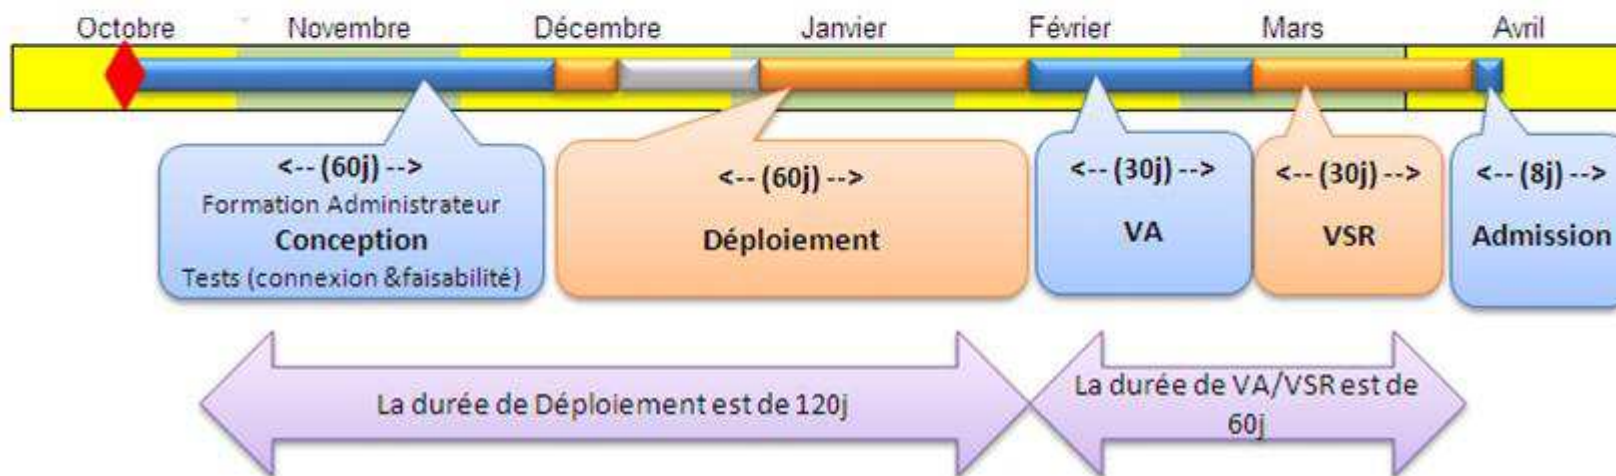 Octobre Novembre Décembre Janvier Février Mars Avril
<-- (60j) -->
Formation Administrateur
Conception
Tests (connexion &faisabilité)
<-- (60j) -->
Déploiement
<-- (30j) -->
VA
<-- (30j) -->
VSR
<-- (8j) -->
Admission
La durée de Déploiement est de 120j
La durée de VA/VSR est de
60j